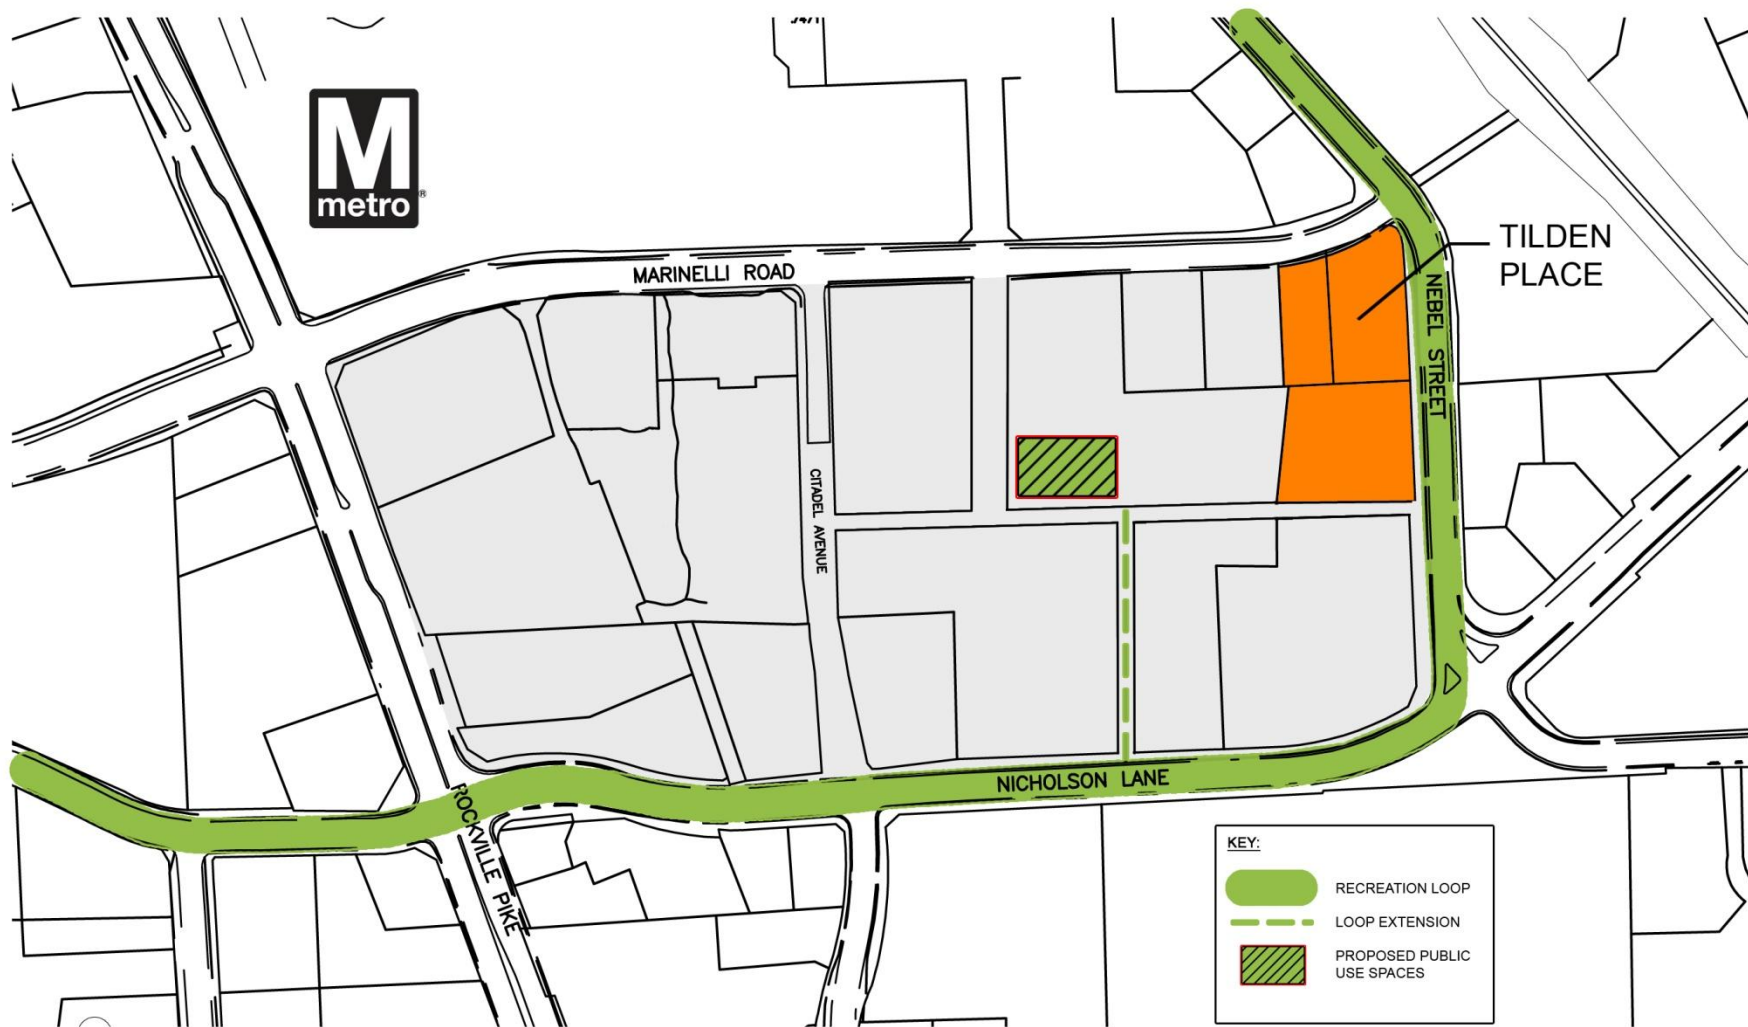 M
metro®
MARINELLI ROAD
TILDEN
PLACE
NEBEL STREET
CITADEL AVENUE
NICHOLSON LANE
ROCKVILLE PIKE
KEY:
RECREATION LOOP
LOOP EXTENSION
PROPOSED PUBLIC
USE SPACES